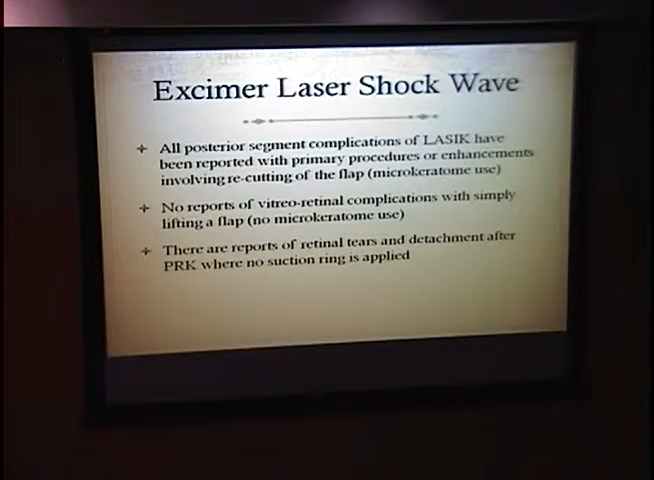 Excimer Laser Shock Wave
All posterior segment complications of LASIK have
been reported with primary procedures or enhancements
involving re-cutting of the flap (microkeratome use)
No reports of vitreo-retinal complications with simply
lifting a flap (no microkeratome use)
There are reports of retinal tears and detachment after
PRK where no suction ring is applied